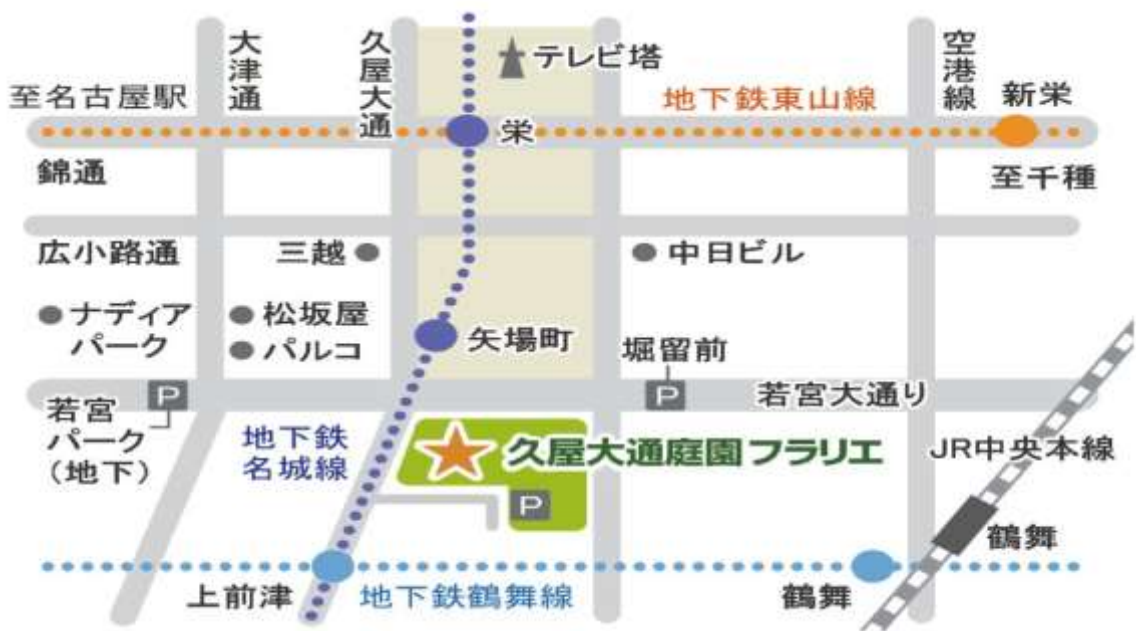 大津通
久屋大通
テレビ塔
空港線
至名古屋駅
地下鉄東山線
新栄
栄
錦通
至千種
広小路通
三越
中日ビル
ナディア
パーク
松坂屋
パルコ
矢場町
堀留前
P
P
若宮大通り
若宮
パーク
(地下)
地下鉄
名城線
久屋大通庭園フラリエ
JR中央本線
P
鶴舞
上前津
地下鉄鶴舞線
鶴舞